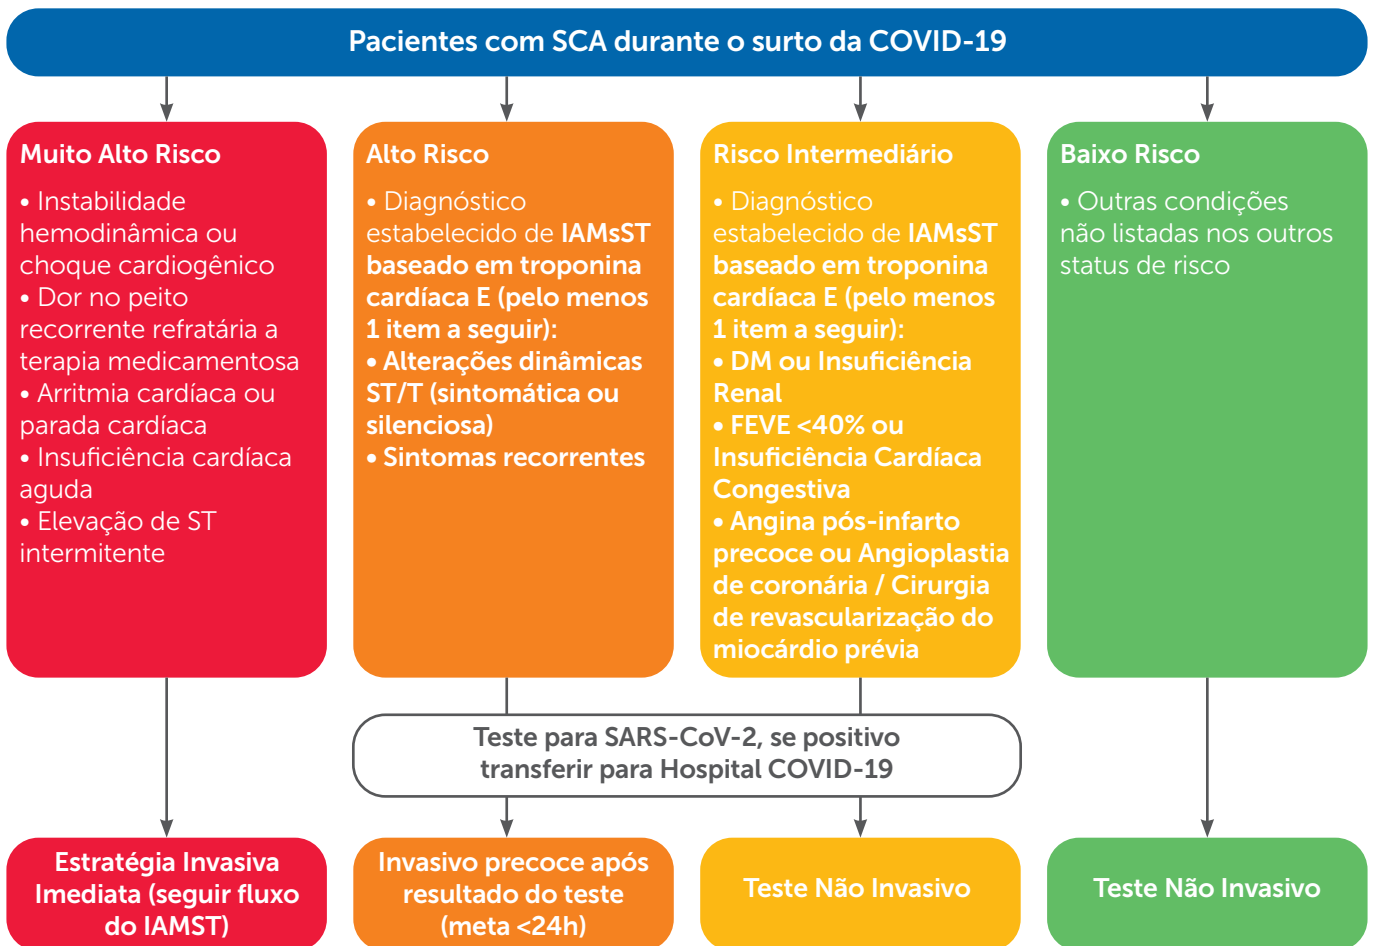 Pacientes com SCA durante o surto da COVID-19
Muito Alto Risco
• Instabilidade
hemodinâmica ou
choque cardiogênico
• Dor no peito
recorrente refratária a
terapia medicamentosa
• Arritmia cardíaca ou
parada cardíaca
• Insuficiência cardíaca
aguda
• Elevação de ST
intermitente
Alto Risco
• Diagnóstico
estabelecido de IAMsST
baseado em troponina
cardíaca E (pelo menos
1 item a seguir):
• Alterações dinâmicas
ST/T (sintomática ou
silenciosa)
• Sintomas recorrentes
Risco Intermediário
• Diagnóstico
estabelecido de IAMsST
baseado em troponina
cardíaca E (pelo menos
1 item a seguir):
• DM ou Insuficiência
Renal
• FEVE <40% ou
Insuficiência Cardíaca
Congestiva
• Angina pós-infarto
precoce ou Angioplastia
de coronária / Cirurgia
de revascularização do
miocárdio prévia
Baixo Risco
• Outras condições
não listadas nos outros
status de risco
Teste para SARS-CoV-2, se positivo
transferir para Hospital COVID-19
Estratégia Invasiva
Imediata (seguir fluxo
do IAMST)
Invasivo precoce após
resultado do teste
(meta <24h)
Teste Não Invasivo
Teste Não Invasivo